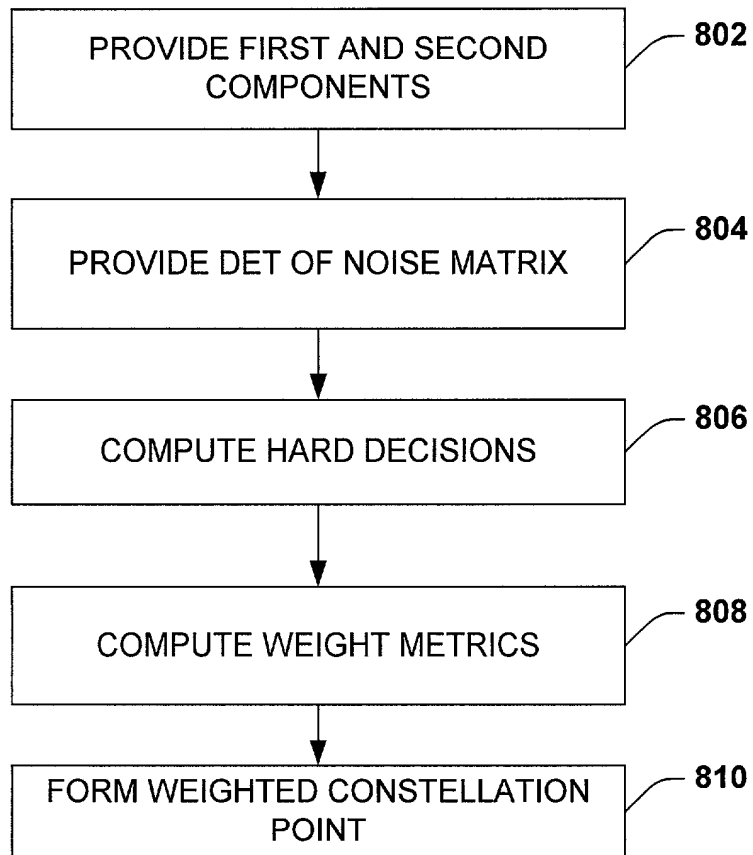 PROVIDE FIRST AND SECOND
COMPONENTS
802
PROVIDE DET OF NOISE MATRIX
804
COMPUTE HARD DECISIONS
806
COMPUTE WEIGHT METRICS
808
FORM WEIGHTED CONSTELLATION
POINT
810